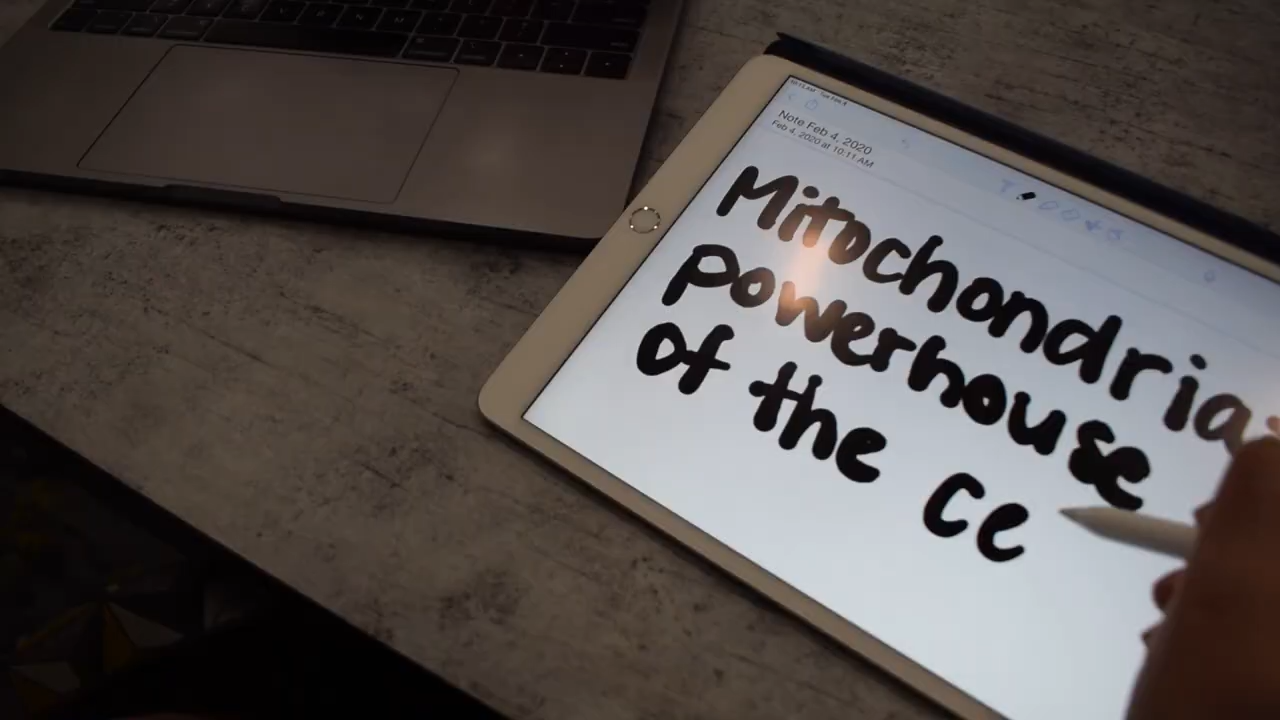 Note Feb 4, 2020
Feb 4, 2020 at 10:11 AM
Mitochondria
powerhouse
of the ce